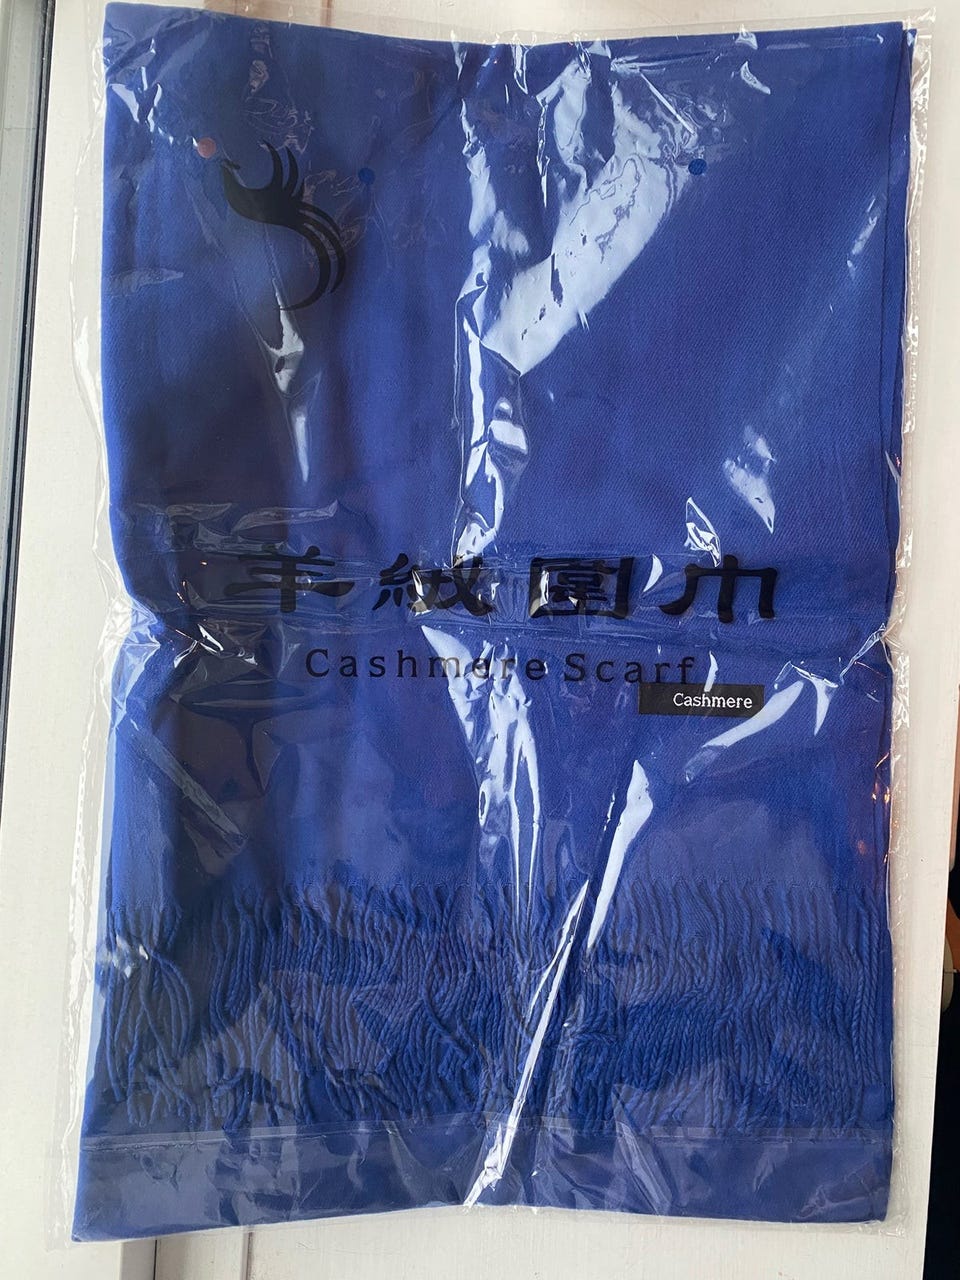 羊絨圍巾
Cashmere Scarf
Cashmere